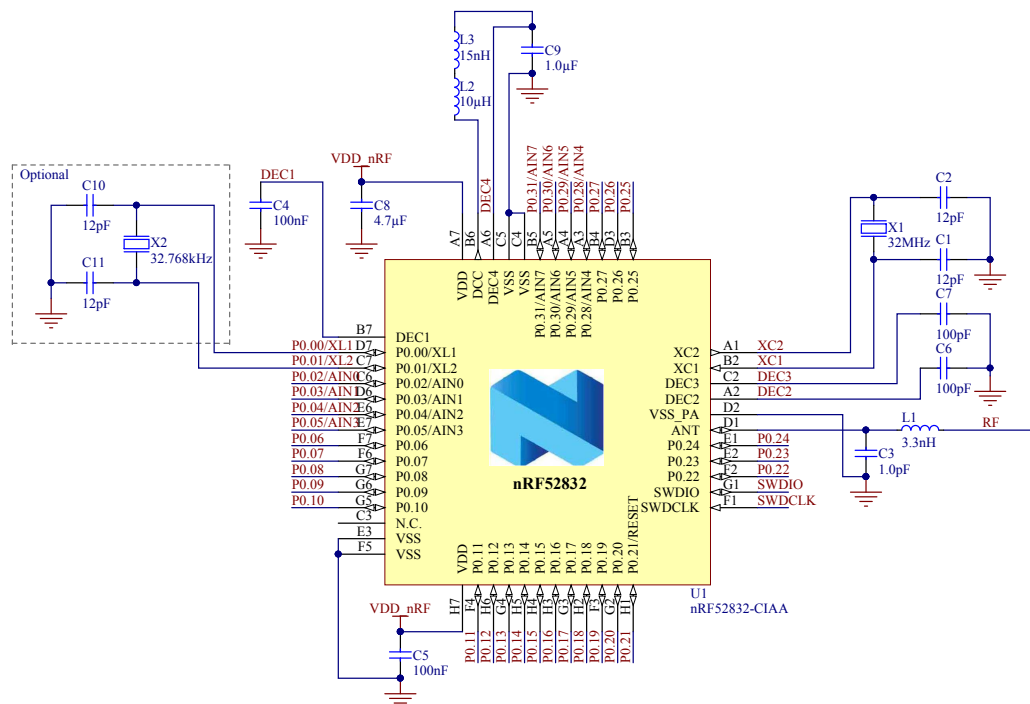 L3
15nH
L2
10µH
C9
1.0µF
Optional
C10
12pF
X2
32.768kHz
C11
12pF
DEC1
C4
100nF
VDD_nRF
C8
4.7µF
DEC4
P0.31/AIN7
P0.30/AIN6
P0.29/AIN5
P0.28/AIN4
P0.27
P0.26
P0.25
A7
B6
A6
C5
C4
B5
A5
A4
A3
B4
D3
B3
VDD
DCC
DEC4
VSS
VSS
P0.31/AIN7
P0.30/AIN6
P0.29/AIN5
P0.28/AIN4
P0.27
P0.26
P0.25
C2
12pF
X1
32MHz
C1
12pF
C7
100pF
C6
100pF
B7 DEC1
P0.00/XL1 D7 P0.00/XL1
P0.01/XL2 C7 P0.01/XL2
P0.02/AIN0 C6 P0.02/AIN0
P0.03/AIN1 D6 P0.03/AIN1
P0.04/AIN2 E6 P0.04/AIN2
P0.05/AIN3 E7 P0.05/AIN3
P0.06 F7 P0.06
P0.07 F6 P0.07
P0.08 G7 P0.08
P0.09 G6 P0.09
P0.10 G5 P0.10
C3 N.C.
E3 VSS
F5 VSS
nRF52832
XC2 A1 XC2
XC1 B2 XC1
DEC3 C2 DEC3
DEC2 A2 DEC2
VSS_PA D2
ANT D1
P0.24 E1 P0.24
P0.23 E2 P0.23
P0.22 F2 P0.22
SWDIO G1 SWDIO
SWDCLK F1 SWDCLK
L1
3.3nH
RF
C3
1.0pF
VDD
P0.11
P0.12
P0.13
P0.14
P0.15
P0.16
P0.17
P0.18
P0.19
P0.20
P0.21/RESET
U1
nRF52832-CIAA
H7
F4
H6
G4
H5
H4
H3
G3
H2
F3
G2
H1
P0.11
P0.12
P0.13
P0.14
P0.15
P0.16
P0.17
P0.18
P0.19
P0.20
P0.21
VDD_nRF
C5
100nF